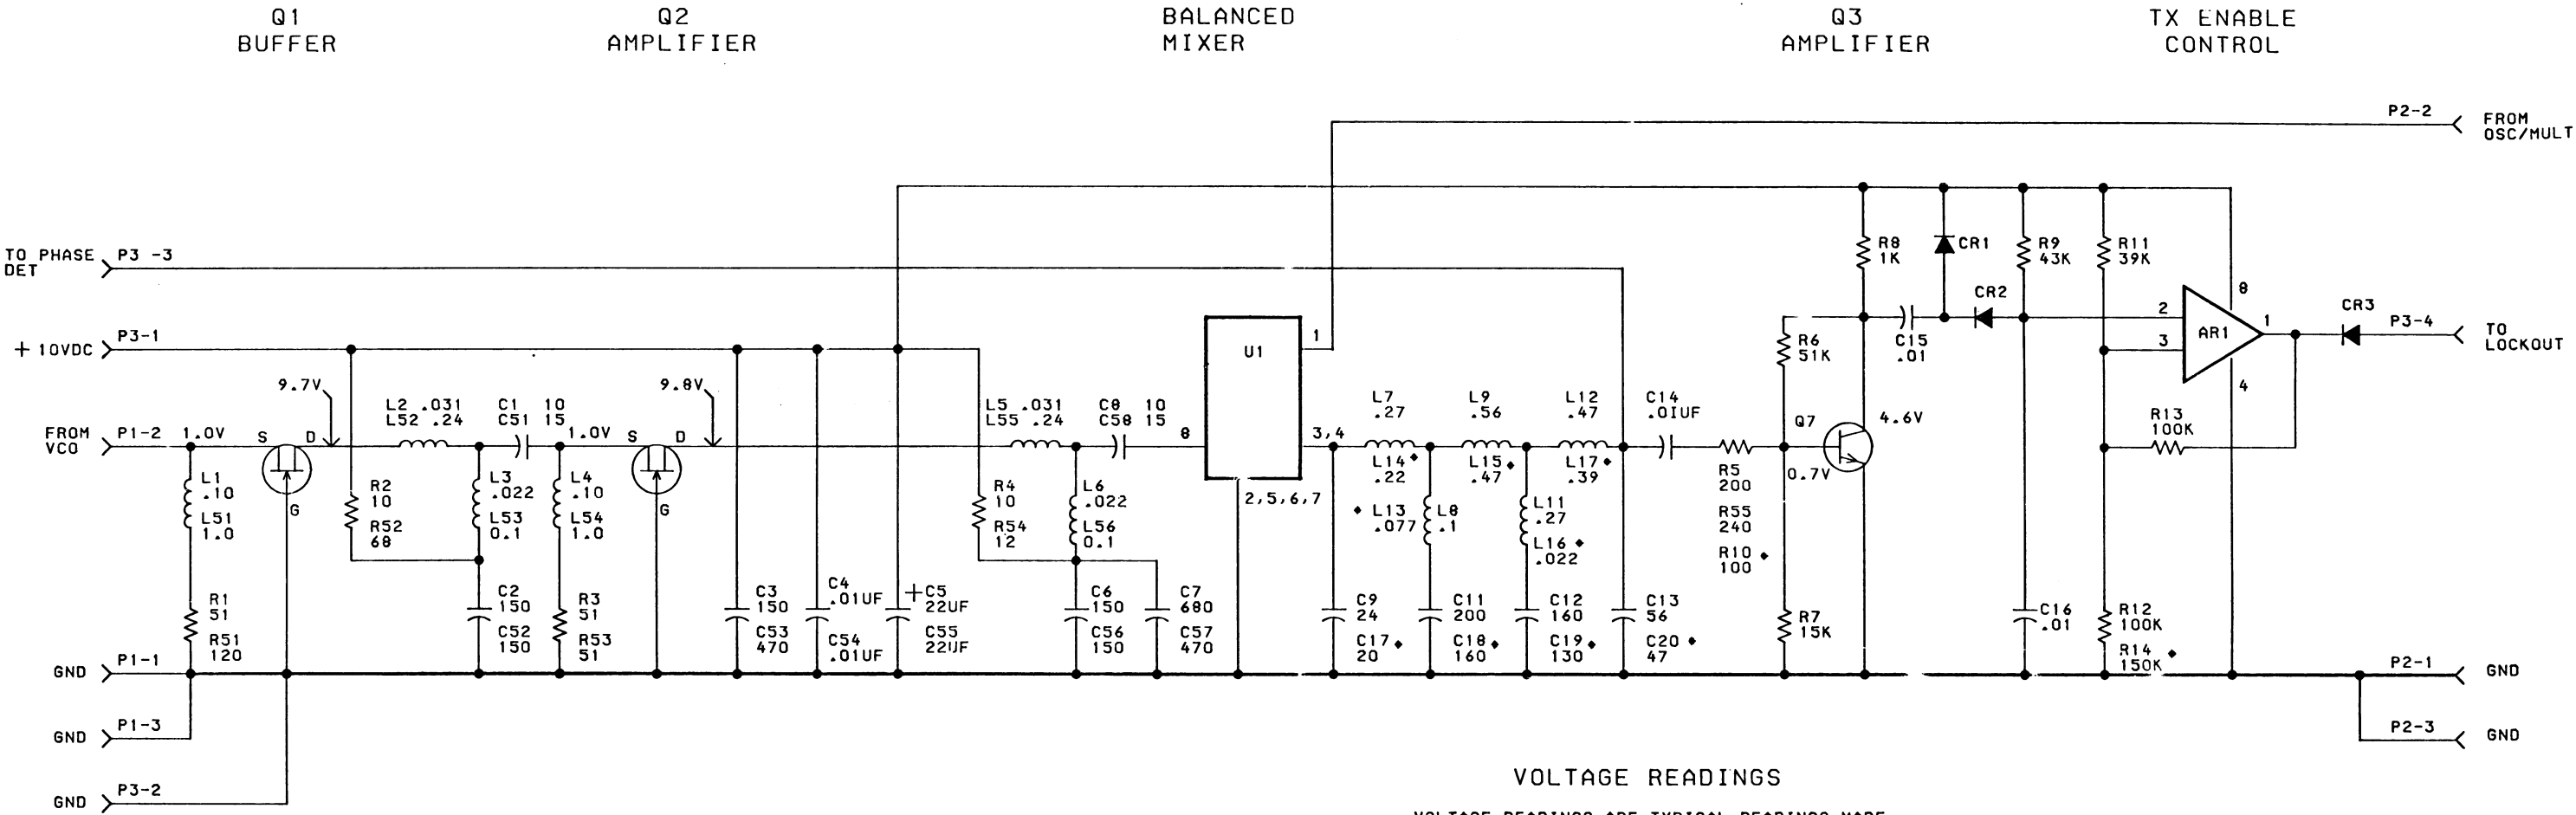 Q1
BUFFER
Q2
AMPLIFIER
BALANCED
MIXER
Q3
AMPLIFIER
TX ENABLE
CONTROL
P2-2
FROM
OSC/MULT
TO PHASE
DET
P3 -3
+ 10VDC
P3-1
FROM
VCO
P1-2
1.0V
S
D
G
9.7V
L1
.10
L51
1.0
R1
51
R51
120
R2
10
R52
68
L2 .031
L52 .24
C1 10
C51 15
L3
.022
L53
0.1
C2
150
C52
150
1.0V
L4
.10
L54
1.0
R3
51
R53
51
S
D
G
9.8V
C3
150
C53
470
C4
.01UF
C54
.01UF
+
C5
22UF
C55
22UF
R4
10
R54
12
L5 .031
L55 .24
C8 10
C58 15
L6
.022
L56
0.1
C6
150
C56
150
C7
680
C57
470
8
U1
1
3,4
2,5,6,7
C9
24
C17 ♦
20
L7
.27
L14 ♦
.22
♦ L13
.077
L8
.1
C11
200
C18 ♦
160
L9
.56
L15 ♦
.47
L11
.27
L16 ♦
.022
C12
160
C19 ♦
130
L12
.47
L17 ♦
.39
C13
56
C20 ♦
47
C14
.01UF
R5
200
R55
240
R10 ♦
100
R6
51K
R7
15K
Q7
0.7V
4.6V
R8
1K
C15
.01
CR1
CR2
R9
43K
C16
.01
R11
39K
R12
100K
R14 ♦
150K
R13
100K
2
3
AR1
8
1
4
CR3
P3-4
TO
LOCKOUT
GND
P1-1
GND
P1-3
GND
P3-2
P2-1
GND
P2-3
GND
VOLTAGE READINGS
VOLTAGE READINGS ARE TYPICAL READINGS MADE